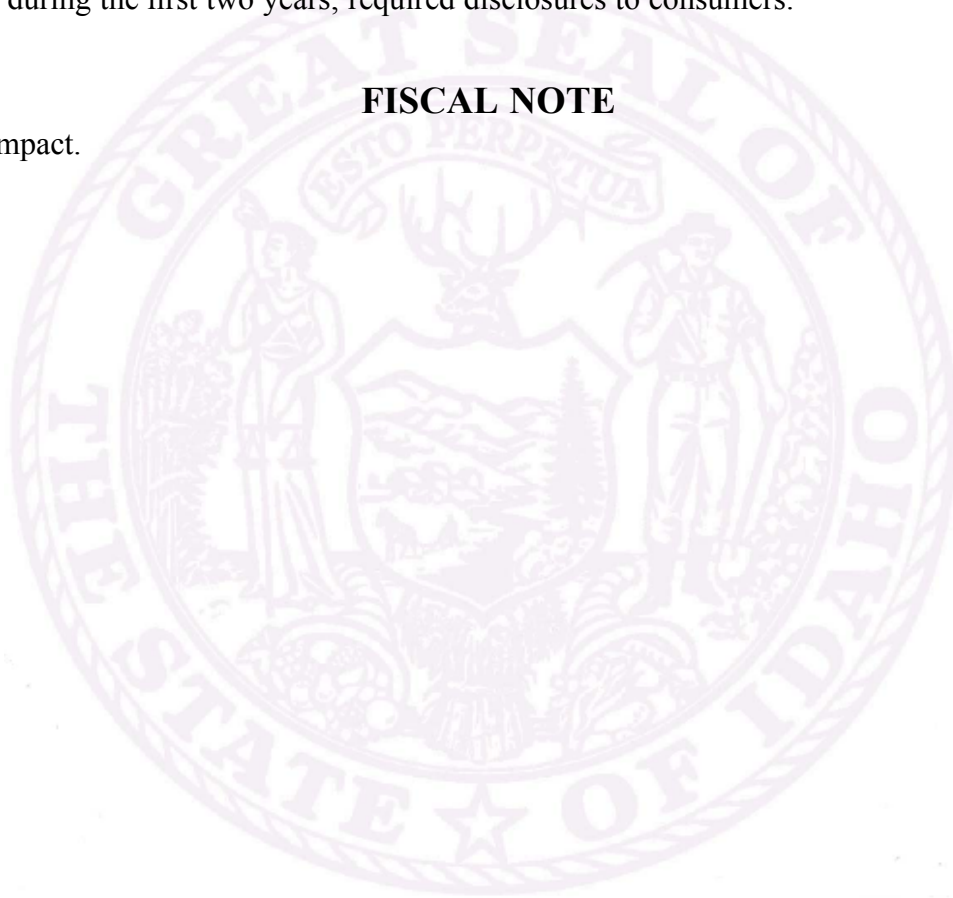 during the first two years, required disclosures to consumers.
FISCAL NOTE
mpact.
GREAT SEAL OF
ESTO PERPETUA
THE STATE OF IDAHO